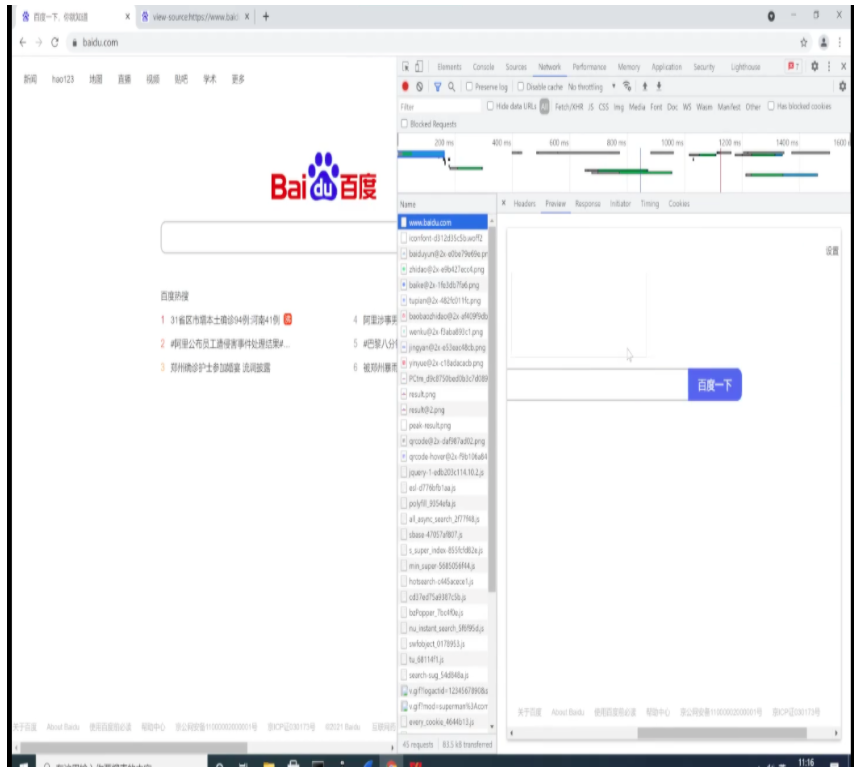 百度一下，你就知道
view-source:https://www.baid
baidu.com
新闻 hao123 地图 直播 视频 贴吧 学术 更多
Elements Console Sources Network Performance Memory Application Security Lighthouse
Preserve log Disable cache No throttling
Filter
Hide data URLs All Fetch/XHR JS CSS Img Media Font Doc WS Wasm Manifest Other Has blocked cookies
Blocked Requests
200 ms 400 ms 600 ms 800 ms 1000 ms 1200 ms 1400 ms 1600
Bai du 百度
百度热搜
1 31省区市增本土确诊94例:河南41例
2 #阿里公布员工遭侵害事件处理结果#...
3 郑州确诊护士参加婚宴 流调披露
4 阿里涉事男
5 #巴黎八分
6 被郑州暴雨
Name
www.baidu.com
iconfont-d312d35c5b.woff2
baiduyun@2x-e0be79e69e.pr
zhidao@2x-e9b427ecc4.png
baike@2x-1fe3db7fa6.png
tupian@2x-482fc011fc.png
baobaozhidao@2x-af409f9db
wenku@2x-f3aba893c1.png
jingyan@2x-e53eac48cb.png
yinyue@2x-c18adacacb.png
result.png
result@2.png
peak-result.png
qrcode@2x-daf987ad02.png
qrcode-hover@2x-f9b106a84
jquery-1-edb203c114.10.2.js
esl-d776bfb1aa.js
polyfill_9354efa.js
all_async_search_2f77f48.js
sbase-47057af807.js
s_super_index-855fcfd82e.js
min_super-5685056f44.js
hotsearch-c445acece1.js
cd37ed75a9387c5b.js
bzPopper_7bc4f0e.js
nu_instant_search_5f6f95d.js
swfobject_0178953.js
tu_68114f1.js
search-sug_54d846a.js
v.gif?logactid=12345678908s
v.gif?mod=superman%3Acom
every_cookie_4644b13.js
45 requests 83.5 kB transferred
Headers Preview Response Initiator Timing Cookies
设置
百度一下
关于百度 About Baidu 使用百度前必读 帮助中心 京公网安备11000002000001号 京ICP证030173号 ©2021 Baidu 互联网药
关于百度 About Baidu 使用百度前必读 帮助中心 京公网安备11000002000001号 京ICP证030173号
11:16